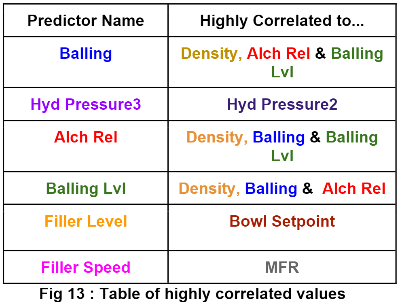 Predictor Name Highly Correlated to...
Balling Density, Alch Rel & Balling
Lvl
Hyd Pressure3 Hyd Pressure2
Alch Rel Density, Balling & Balling
Lvl
Balling Lvl Density, Balling & Alch Rel
Filler Level Bowl Setpoint
Filler Speed MFR
Fig 13 : Table of highly correlated values